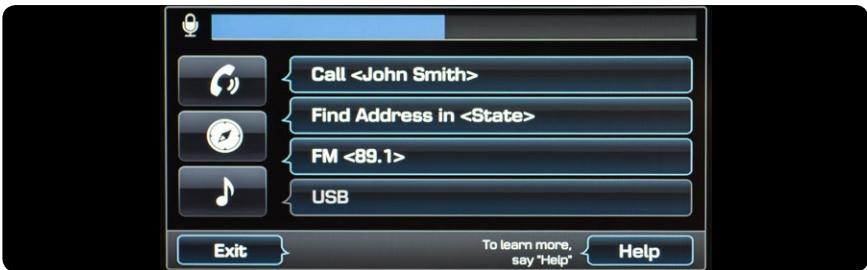 Call <John Smith>
Find Address in <State>
FM <89.1>
USB
Exit
To learn more,
say "Help"
Help